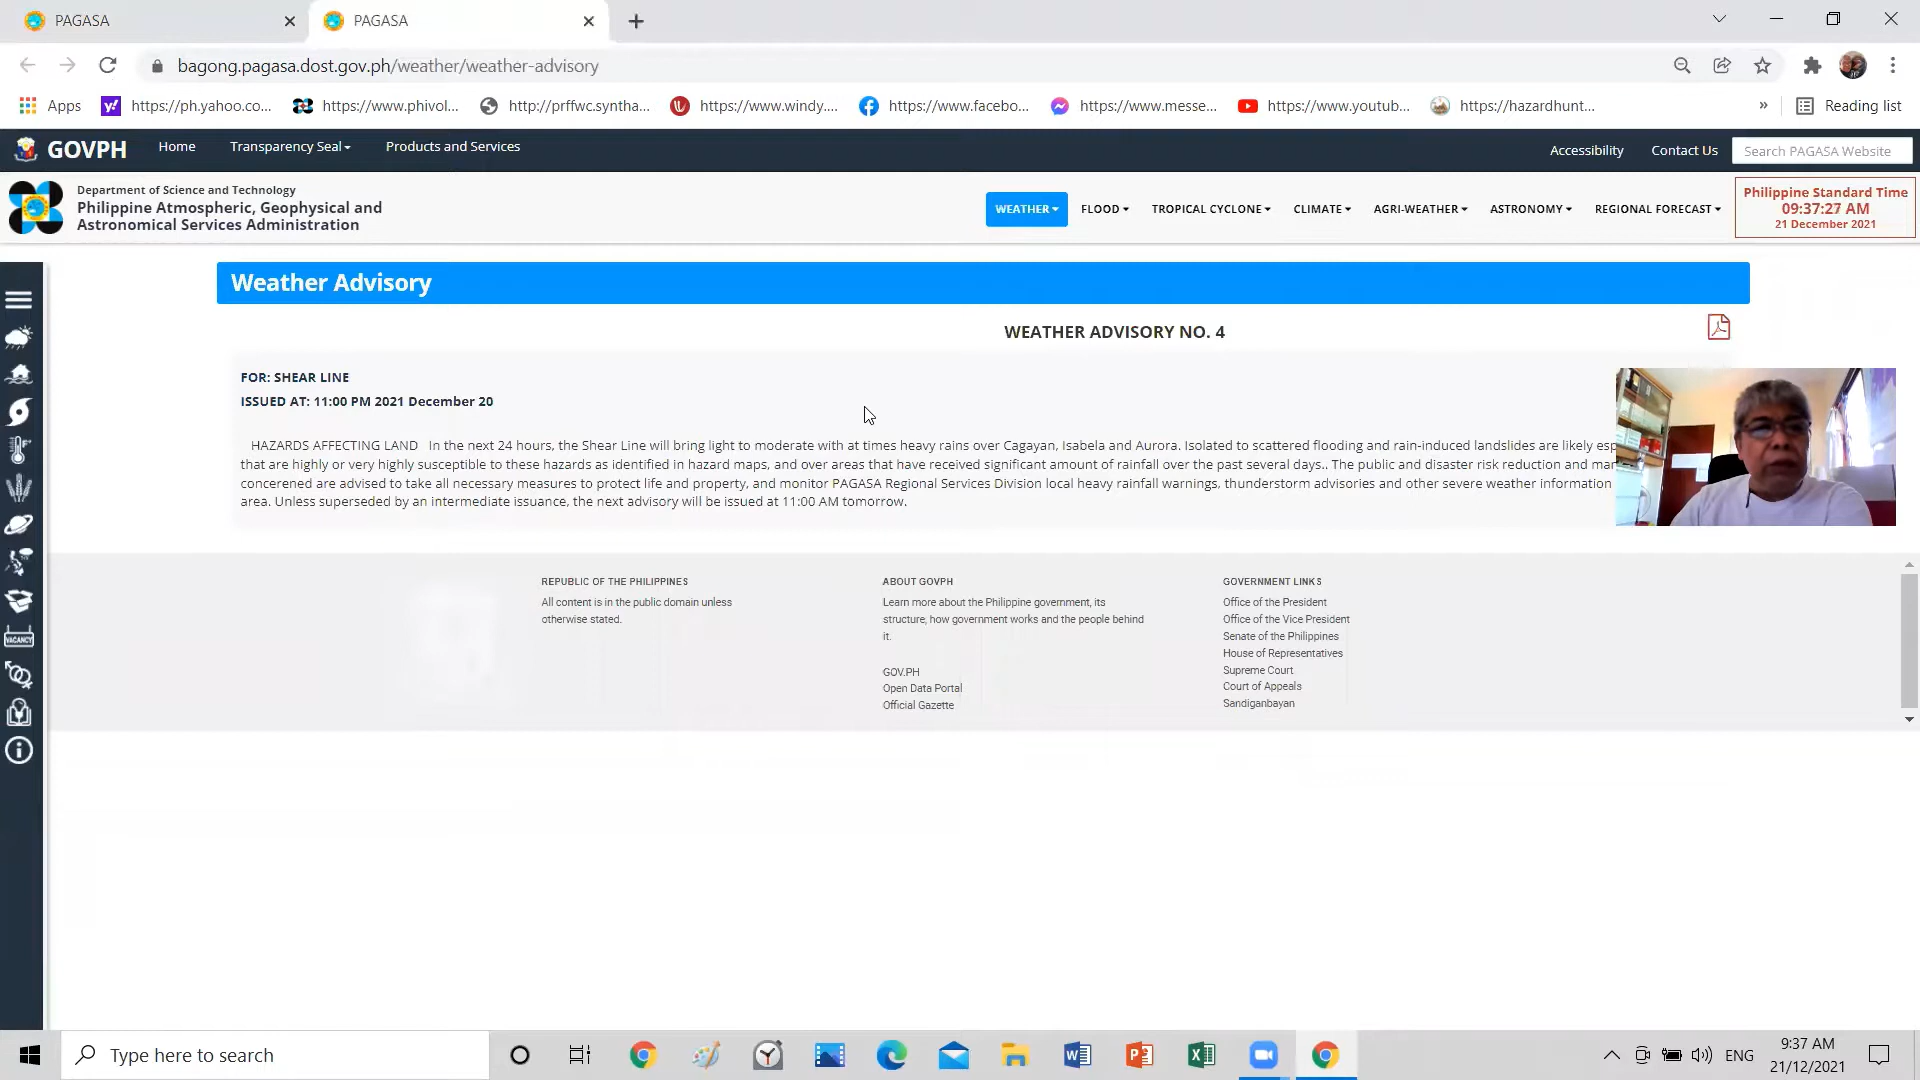 PAGASA
PAGASA
bagong.pagasa.dost.gov.ph/weather/weather-advisory
Apps
https://ph.yahoo.co...
https://www.phivol...
http://prffwc.syntha...
https://www.windy....
https://www.facebo...
https://www.messe...
https://www.youtub...
https://hazardhunt...
»
Reading list
GOVPH
Home
Transparency Seal
Products and Services
Accessibility
Contact Us
Search PAGASA Website
Department of Science and Technology
Philippine Atmospheric, Geophysical and
Astronomical Services Administration
WEATHER
FLOOD
TROPICAL CYCLONE
CLIMATE
AGRI-WEATHER
ASTRONOMY
REGIONAL FORECAST
Philippine Standard Time
09:37:27 AM
21 December 2021
Weather Advisory
WEATHER ADVISORY NO. 4
FOR: SHEAR LINE
ISSUED AT: 11:00 PM 2021 December 20
HAZARDS AFFECTING LAND In the next 24 hours, the Shear Line will bring light to moderate with at times heavy rains over Cagayan, Isabela and Aurora. Isolated to scattered flooding and rain-induced landslides are likely esp
that are highly or very highly susceptible to these hazards as identified in hazard maps, and over areas that have received significant amount of rainfall over the past several days.. The public and disaster risk reduction and mar
concerened are advised to take all necessary measures to protect life and property, and monitor PAGASA Regional Services Division local heavy rainfall warnings, thunderstorm advisories and other severe weather information
area. Unless superseded by an intermediate issuance, the next advisory will be issued at 11:00 AM tomorrow.
REPUBLIC OF THE PHILIPPINES
All content is in the public domain unless
otherwise stated.
ABOUT GOVPH
Learn more about the Philippine government, its
structure, how government works and the people behind
it.
GOV.PH
Open Data Portal
Official Gazette
GOVERNMENT LINKS
Office of the President
Office of the Vice President
Senate of the Philippines
House of Representatives
Supreme Court
Court of Appeals
Sandiganbayan
VACANCY
Type here to search
ENG
9:37 AM
21/12/2021